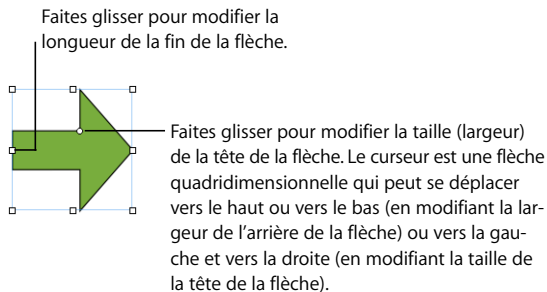 Faites glisser pour modifier la
longueur de la fin de la flèche.
Faites glisser pour modifier la taille (largeur)
de la tête de la flèche. Le curseur est une flèche
quadridimensionnelle qui peut se déplacer
vers le haut ou vers le bas (en modifiant la lar-
geur de l’arrière de la flèche) ou vers la gau-
che et vers la droite (en modifiant la taille de
la tête de la flèche).